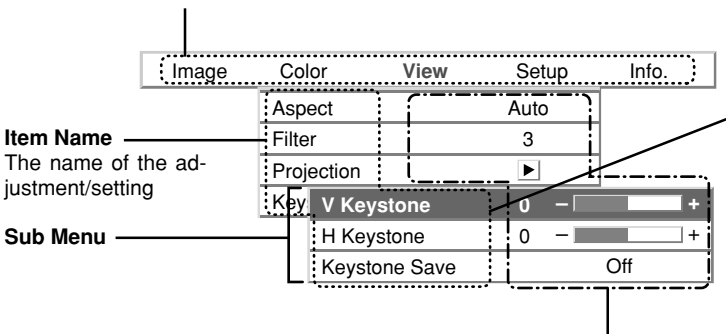 Image Color View Setup Info.
Aspect Auto
Item Name
The name of the ad-
justment/setting
Filter 3
Projection ▶
Key
V Keystone 0 − +
Sub Menu
H Keystone 0 − +
Keystone Save Off